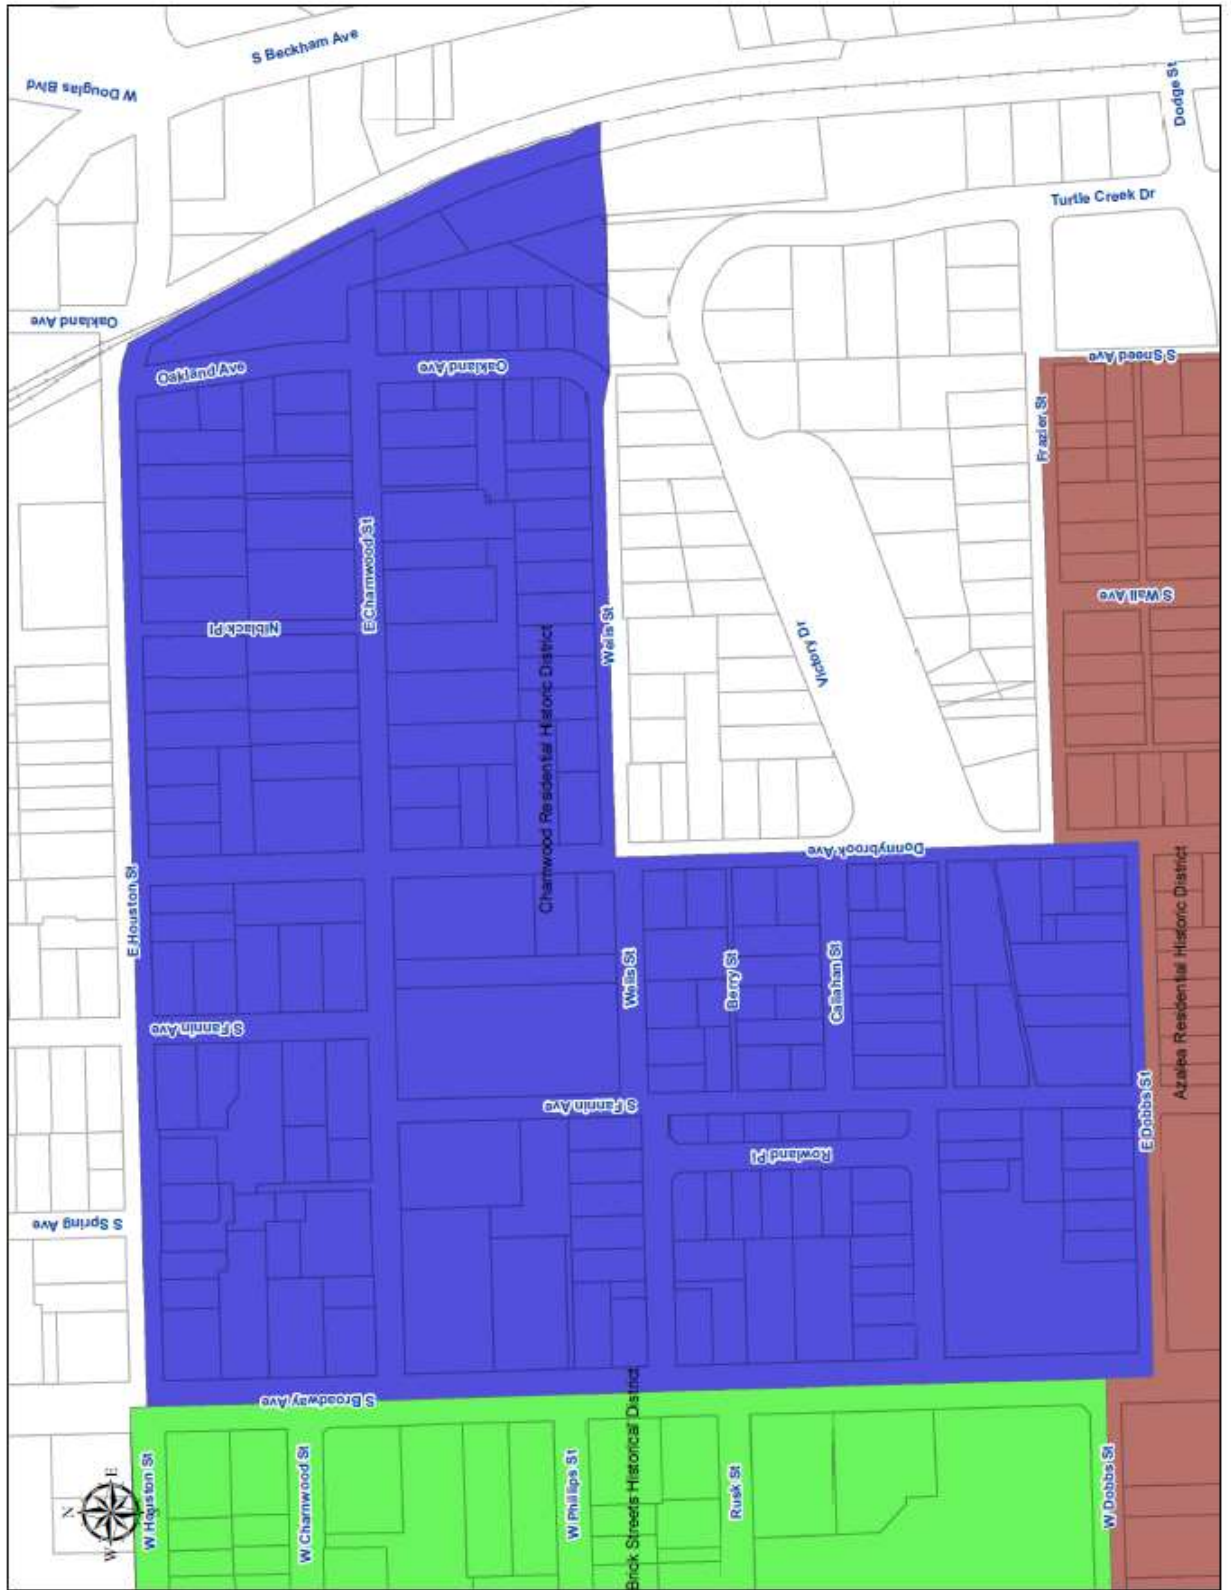 S Beckham Ave
W Douglas Blvd
Dodge St
Turtle Creek Dr
Oakland Ave
Oakland Ave
Oakland Ave
S Sneed Ave
Frazier St
E Charnwood St
S Wall Ave
Niblack Pl
Wells St
Victory Dr
Charnwood Residential Historic District
Donnybrook Ave
E Houston St
Wells St
Berry St
Callahan St
Azalea Residential Historic District
S Fannin Ave
S Fannin Ave
E Dobbs St
Rowland Pl
S Spring Ave
S Broadway Ave
Brick Streets Historical District
W Houston St
W Charnwood St
W Phillips St
Rusk St
W Dobbs St
N
E
W